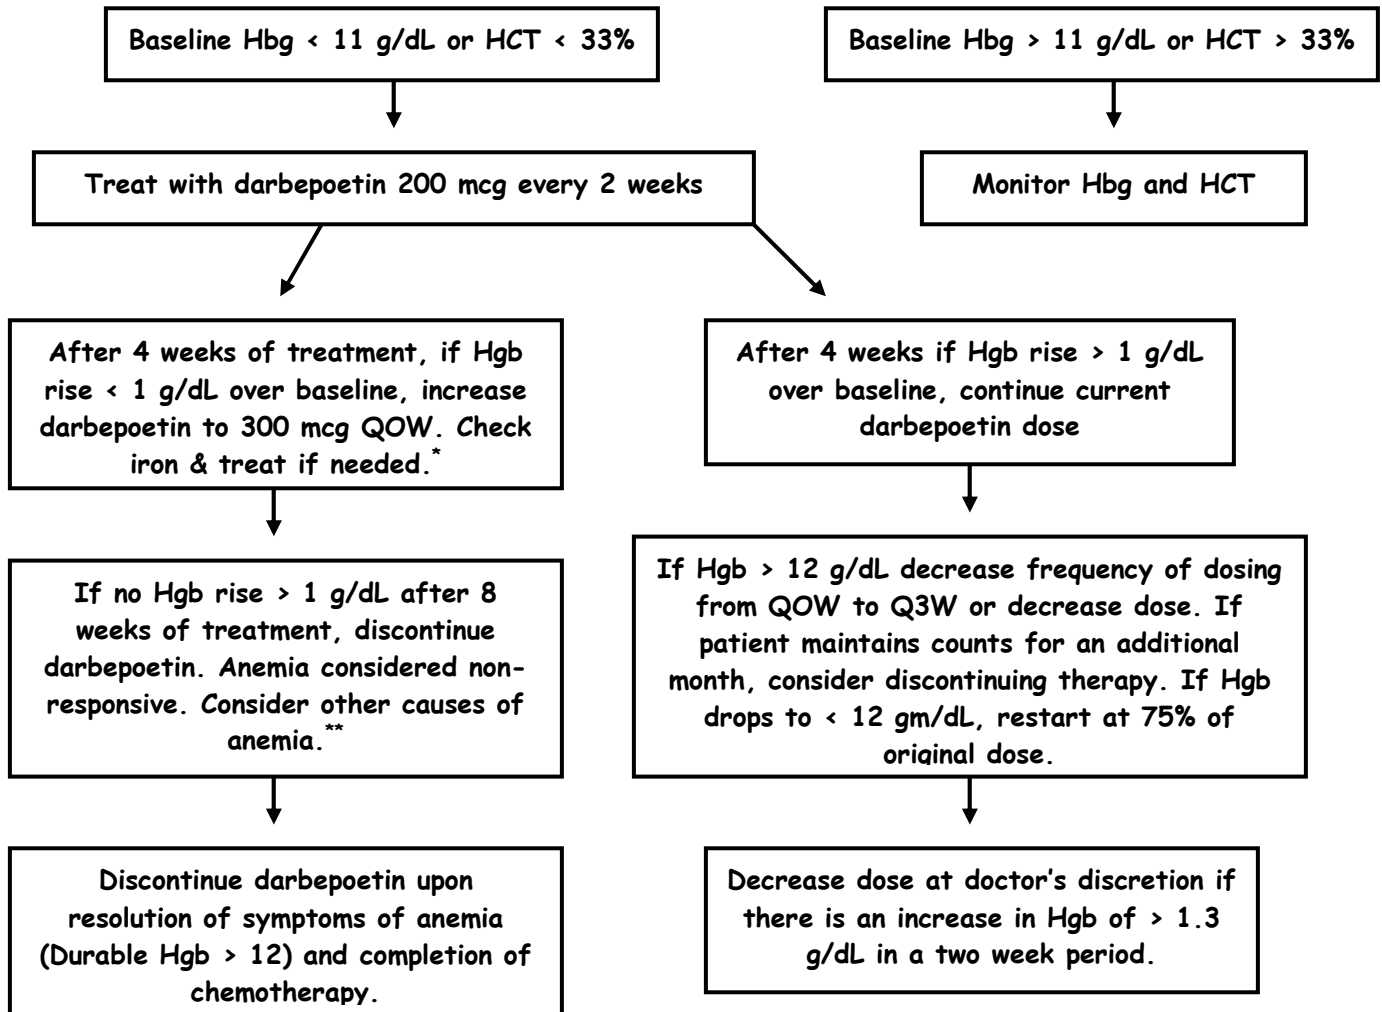 Baseline Hbg < 11 g/dL or HCT < 33%
Baseline Hbg > 11 g/dL or HCT > 33%
Treat with darbepoetin 200 mcg every 2 weeks
Monitor Hbg and HCT
After 4 weeks of treatment, if Hgb
rise < 1 g/dL over baseline, increase
darbepoetin to 300 mcg QOW. Check
iron & treat if needed.*
After 4 weeks if Hgb rise > 1 g/dL
over baseline, continue current
darbepoetin dose
If no Hgb rise > 1 g/dL after 8
weeks of treatment, discontinue
darbepoetin. Anemia considered non-
responsive. Consider other causes of
anemia.**
If Hgb > 12 g/dL decrease frequency of dosing
from QOW to Q3W or decrease dose. If
patient maintains counts for an additional
month, consider discontinuing therapy. If Hgb
drops to < 12 gm/dL, restart at 75% of
original dose.
Discontinue darbepoetin upon
resolution of symptoms of anemia
(Durable Hgb > 12) and completion of
chemotherapy.
Decrease dose at doctor's discretion if
there is an increase in Hgb of > 1.3
g/dL in a two week period.